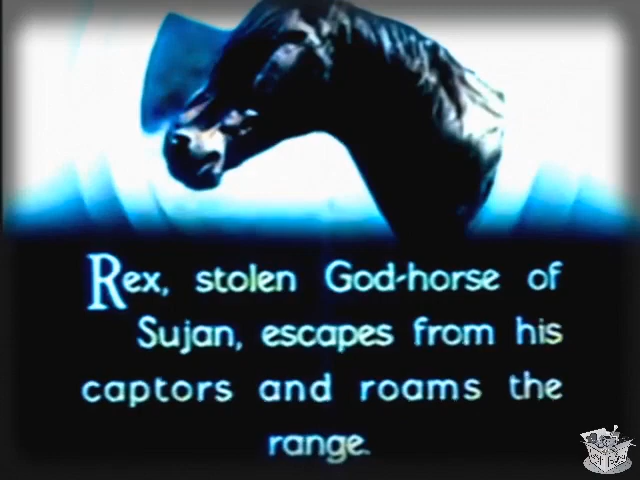 Rex, stolen God-horse of
Sujan, escapes from his
captors and roams the
range.